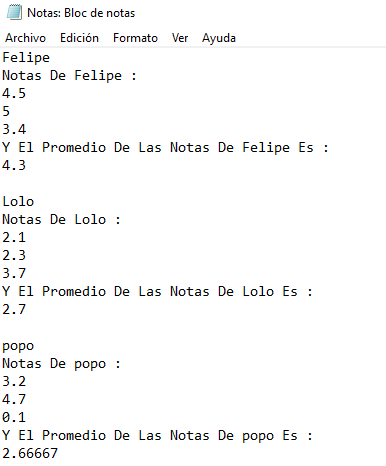 Notas: Bloc de notas
Archivo Edición Formato Ver Ayuda
Felipe
Notas De Felipe :
4.5
5
3.4
Y El Promedio De Las Notas De Felipe Es :
4.3
Lolo
Notas De Lolo :
2.1
2.3
3.7
Y El Promedio De Las Notas De Lolo Es :
2.7
popo
Notas De popo :
3.2
4.7
0.1
Y El Promedio De Las Notas De popo Es :
2.66667